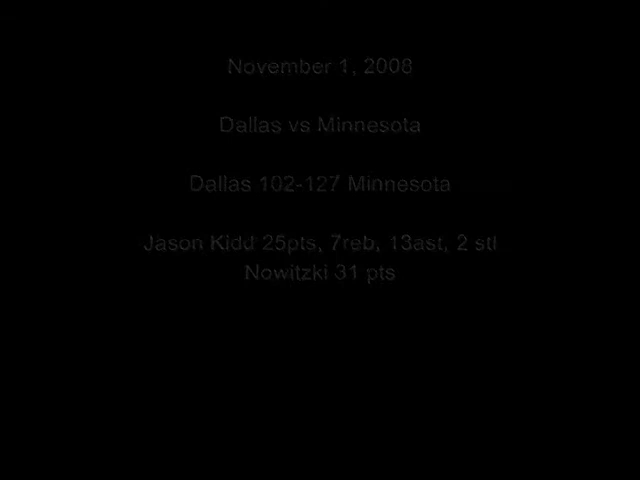 November 1, 2008
Dallas vs Minnesota
Dallas 102-127 Minnesota
Jason Kidd 25pts, 7reb, 13ast, 2 stl
Nowitzki 31 pts